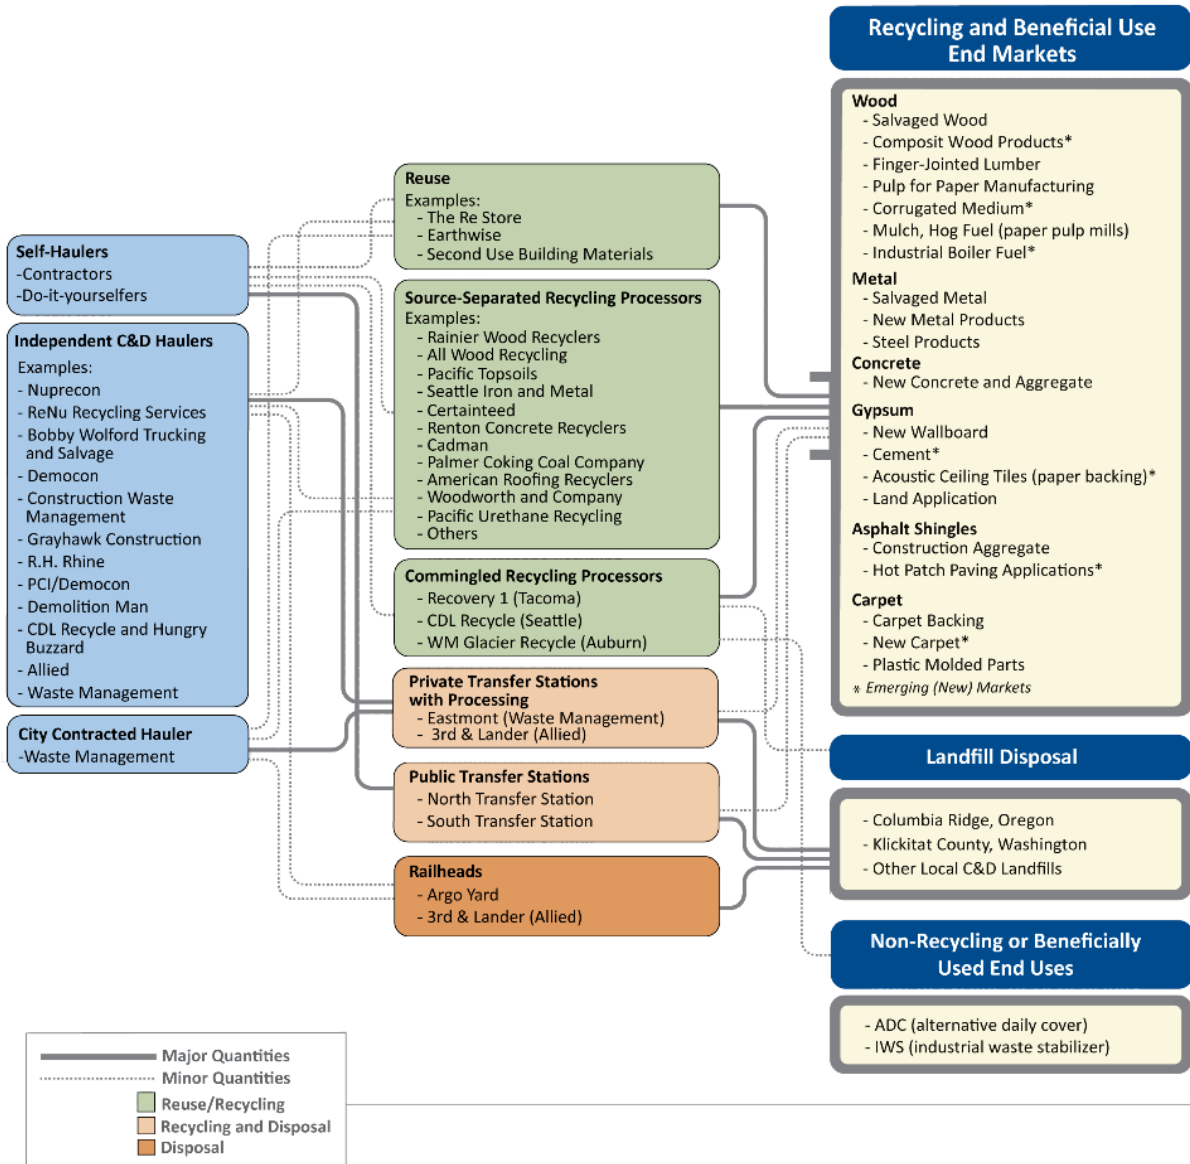 Recycling and Beneficial Use
End Markets
Wood
- Salvaged Wood
- Composit Wood Products*
- Finger-Jointed Lumber
- Pulp for Paper Manufacturing
- Corrugated Medium*
- Mulch, Hog Fuel (paper pulp mills)
- Industrial Boiler Fuel*
Metal
- Salvaged Metal
- New Metal Products
- Steel Products
Concrete
- New Concrete and Aggregate
Gypsum
- New Wallboard
- Cement*
- Acoustic Ceiling Tiles (paper backing)*
- Land Application
Asphalt Shingles
- Construction Aggregate
- Hot Patch Paving Applications*
Carpet
- Carpet Backing
- New Carpet*
- Plastic Molded Parts
* Emerging (New) Markets
Reuse
Examples:
- The Re Store
- Earthwise
- Second Use Building Materials
Self-Haulers
-Contractors
-Do-it-yourselfers
Source-Separated Recycling Processors
Examples:
- Rainier Wood Recyclers
- All Wood Recycling
- Pacific Topsoils
- Seattle Iron and Metal
- Certainteed
- Renton Concrete Recyclers
- Cadman
- Palmer Coking Coal Company
- American Roofing Recyclers
- Woodworth and Company
- Pacific Urethane Recycling
- Others
Independent C&D Haulers
Examples:
- Nuprecon
- ReNu Recycling Services
- Bobby Wolford Trucking
and Salvage
- Democon
- Construction Waste
Management
- Grayhawk Construction
- R.H. Rhine
- PCI/Democon
- Demolition Man
- CDL Recycle and Hungry
Buzzard
- Allied
- Waste Management
Commingled Recycling Processors
- Recovery 1 (Tacoma)
- CDL Recycle (Seattle)
- WM Glacier Recycle (Auburn)
Private Transfer Stations
with Processing
- Eastmont (Waste Management)
- 3rd & Lander (Allied)
City Contracted Hauler
-Waste Management
Public Transfer Stations
- North Transfer Station
- South Transfer Station
Railheads
- Argo Yard
- 3rd & Lander (Allied)
Landfill Disposal
- Columbia Ridge, Oregon
- Klickitat County, Washington
- Other Local C&D Landfills
Non-Recycling or Beneficially
Used End Uses
- ADC (alternative daily cover)
- IWS (industrial waste stabilizer)
Major Quantities
Minor Quantities
Reuse/Recycling
Recycling and Disposal
Disposal